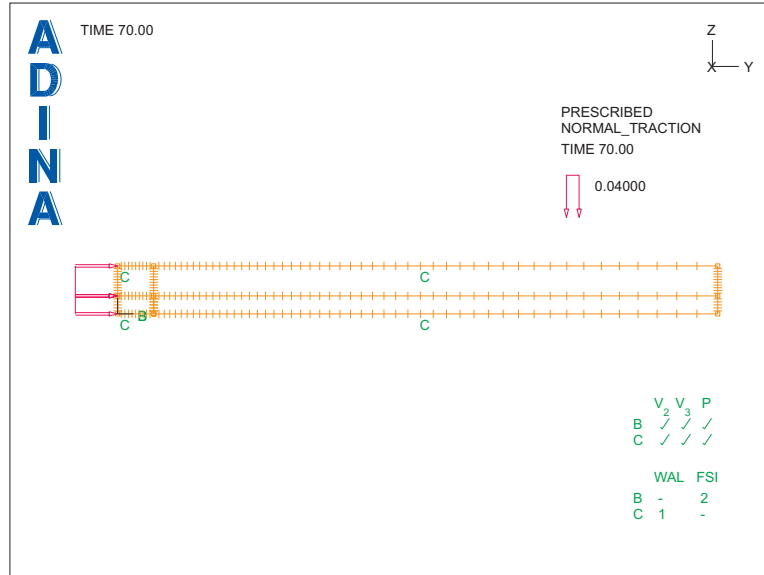 ADINA
TIME 70.00
Z
X Y
PRESCRIBED
NORMAL_TRACTION
TIME 70.00
0.04000
C C
B
C C
V2 V3 P
B ✓ ✓ ✓
C ✓ ✓ ✓
WAL FSI
B - 2
C 1 -